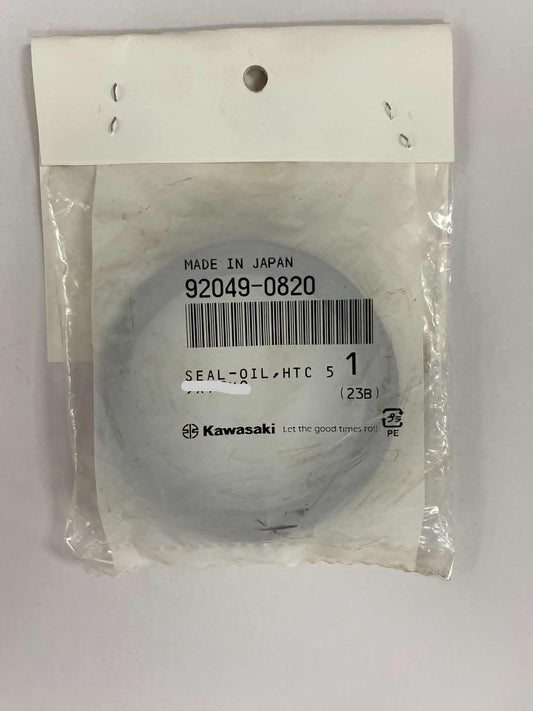 MADE IN JAPAN
92049-0820
SEAL-OIL,HTC 5 1
(23B)
Kawasaki Let the good times roll
PE